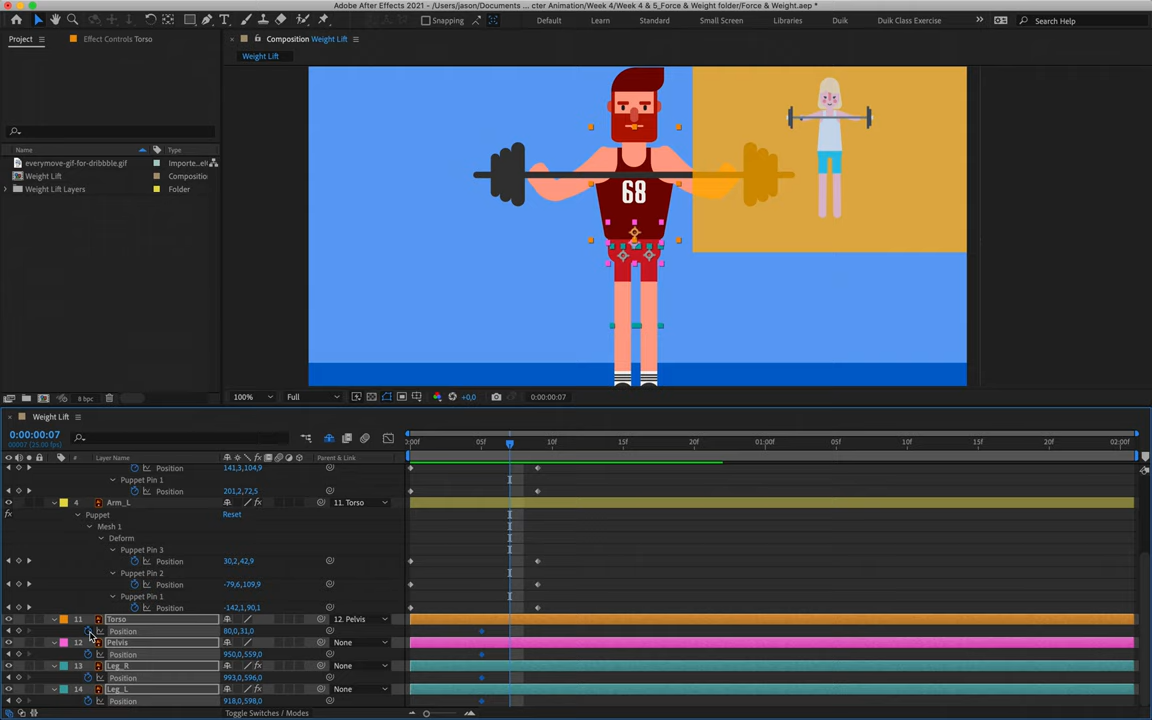 Adobe After Effects 2021 - /Users/jason/Documents ... cter Animation/Week 4/Week 4 & 5_Force & Weight folder/Force & Weight.aep *
Snapping
Default
Learn
Standard
Small Screen
Libraries
Duik
Duik Class Exercise
Search Help
Project
Effect Controls Torso
Composition Weight Lift
Weight Lift
Name
Type
everymove-gif-for-dribbble.gif
Importe...eli
Weight Lift
Compositio
Weight Lift Layers
Folder
68
8 bpc
100%
Full
+0,0
0:00:00:07
Weight Lift
0:00:00:07
00007 (25.00 fps)
:00f
05f
10f
15f
20f
01:00f
05f
10f
15f
20f
02:00f
#
Layer Name
Parent & Link
Position
141,3,104,9
Puppet Pin 1
Position
201,2,72,5
4
Arm_L
11. Torso
Puppet
Reset
Mesh 1
Deform
Puppet Pin 3
Position
30,2,42,9
Puppet Pin 2
Position
-79,6,109,9
Puppet Pin 1
Position
-142,1,90,1
11
Torso
12. Pelvis
Position
80,0,31,0
12
Pelvis
None
Position
950,0,559,0
13
Leg_R
None
Position
993,0,596,0
14
Leg_L
None
Position
918,0,598,0
Toggle Switches / Modes